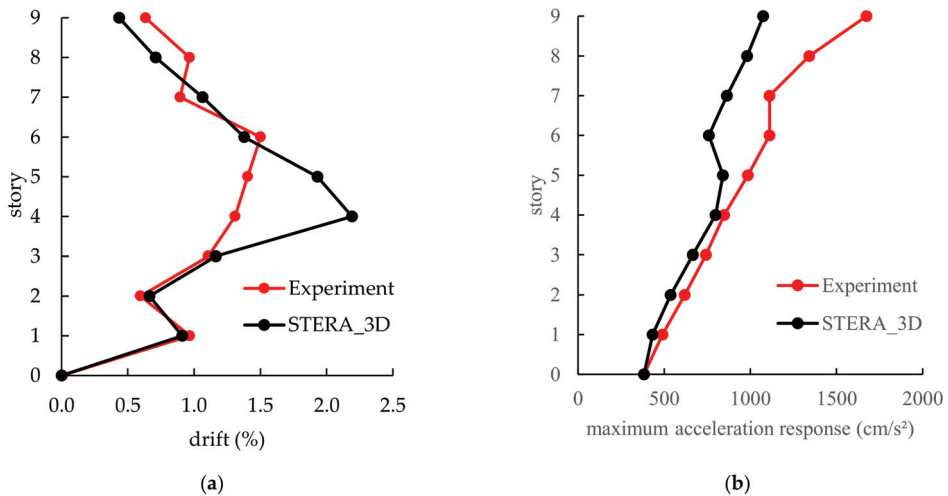 9
8
7
6
5
4
3
2
1
0
story
Experiment
STERA_3D
0.0 0.5 1.0 1.5 2.0 2.5
drift (%)
(a)
9
8
7
6
5
4
3
2
1
0
story
Experiment
STERA_3D
0 500 1000 1500 2000
maximum acceleration response (cm/s²)
(b)